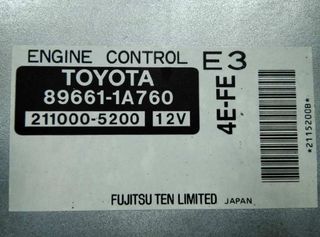 ENGINE CONTROL E3
TOYOTA
89661-1A760
211000-5200 12V
4E-FE
*2115200B*
FUJITSU TEN LIMITED JAPAN